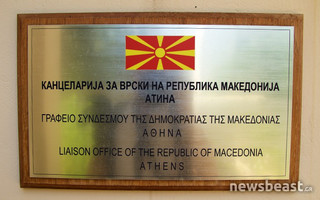 КАНЦЕЛАРИЈА ЗА ВРСКИ НА РЕПУБЛИКА МАКЕДОНИЈА
АТИНА
ΓΡΑΦΕΙΟ ΣΥΝΔΕΣΜΟΥ ΤΗΣ ΔΗΜΟΚΡΑΤΙΑΣ ΤΗΣ ΜΑΚΕΔΟΝΙΑΣ
ΑΘΗΝΑ
LIAISON OFFICE OF THE REPUBLIC OF MACEDONIA
ATHENS
newsbeast.gr